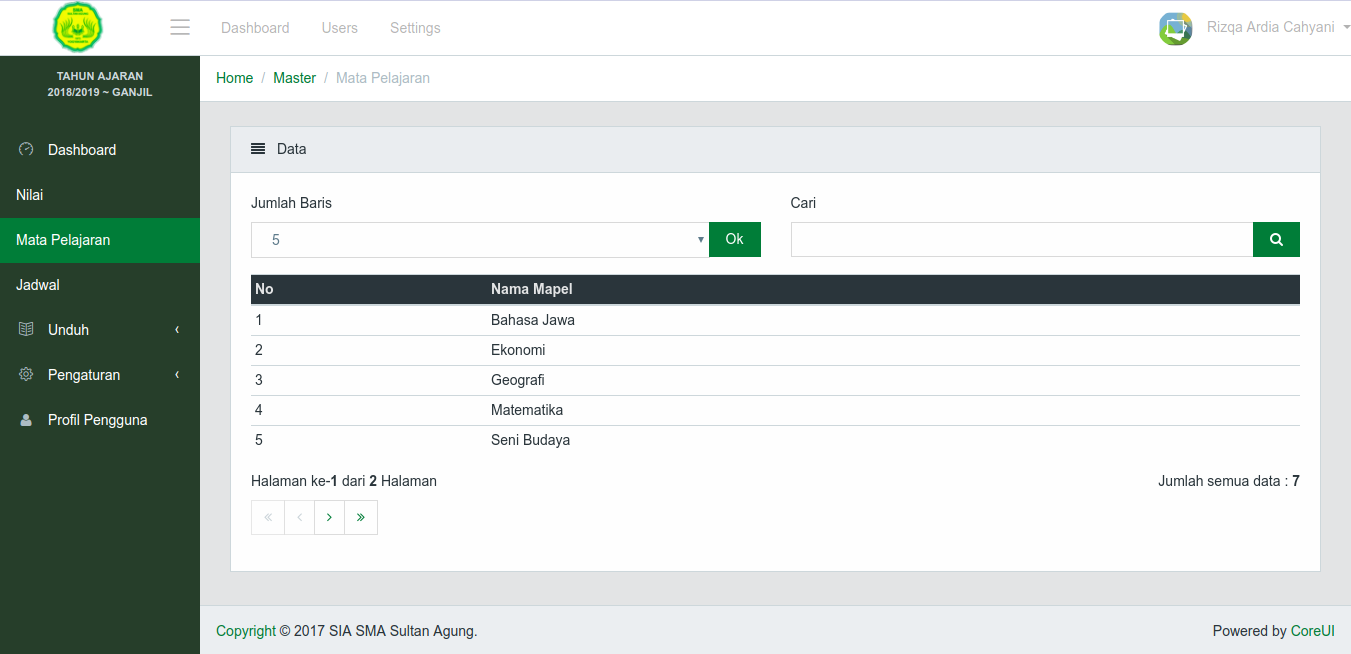 Dashboard Users Settings Rizqa Ardia Cahyani
TAHUN AJARAN
2018/2019 ~ GANJIL
Home / Master / Mata Pelajaran
Dashboard
Nilai
Mata Pelajaran
Jadwal
Unduh
Pengaturan
Profil Pengguna
Data
Jumlah Baris Cari
5 Ok
No Nama Mapel
1 Bahasa Jawa
2 Ekonomi
3 Geografi
4 Matematika
5 Seni Budaya
Halaman ke-1 dari 2 Halaman Jumlah semua data : 7
« ‹ › »
Copyright © 2017 SIA SMA Sultan Agung. Powered by CoreUI